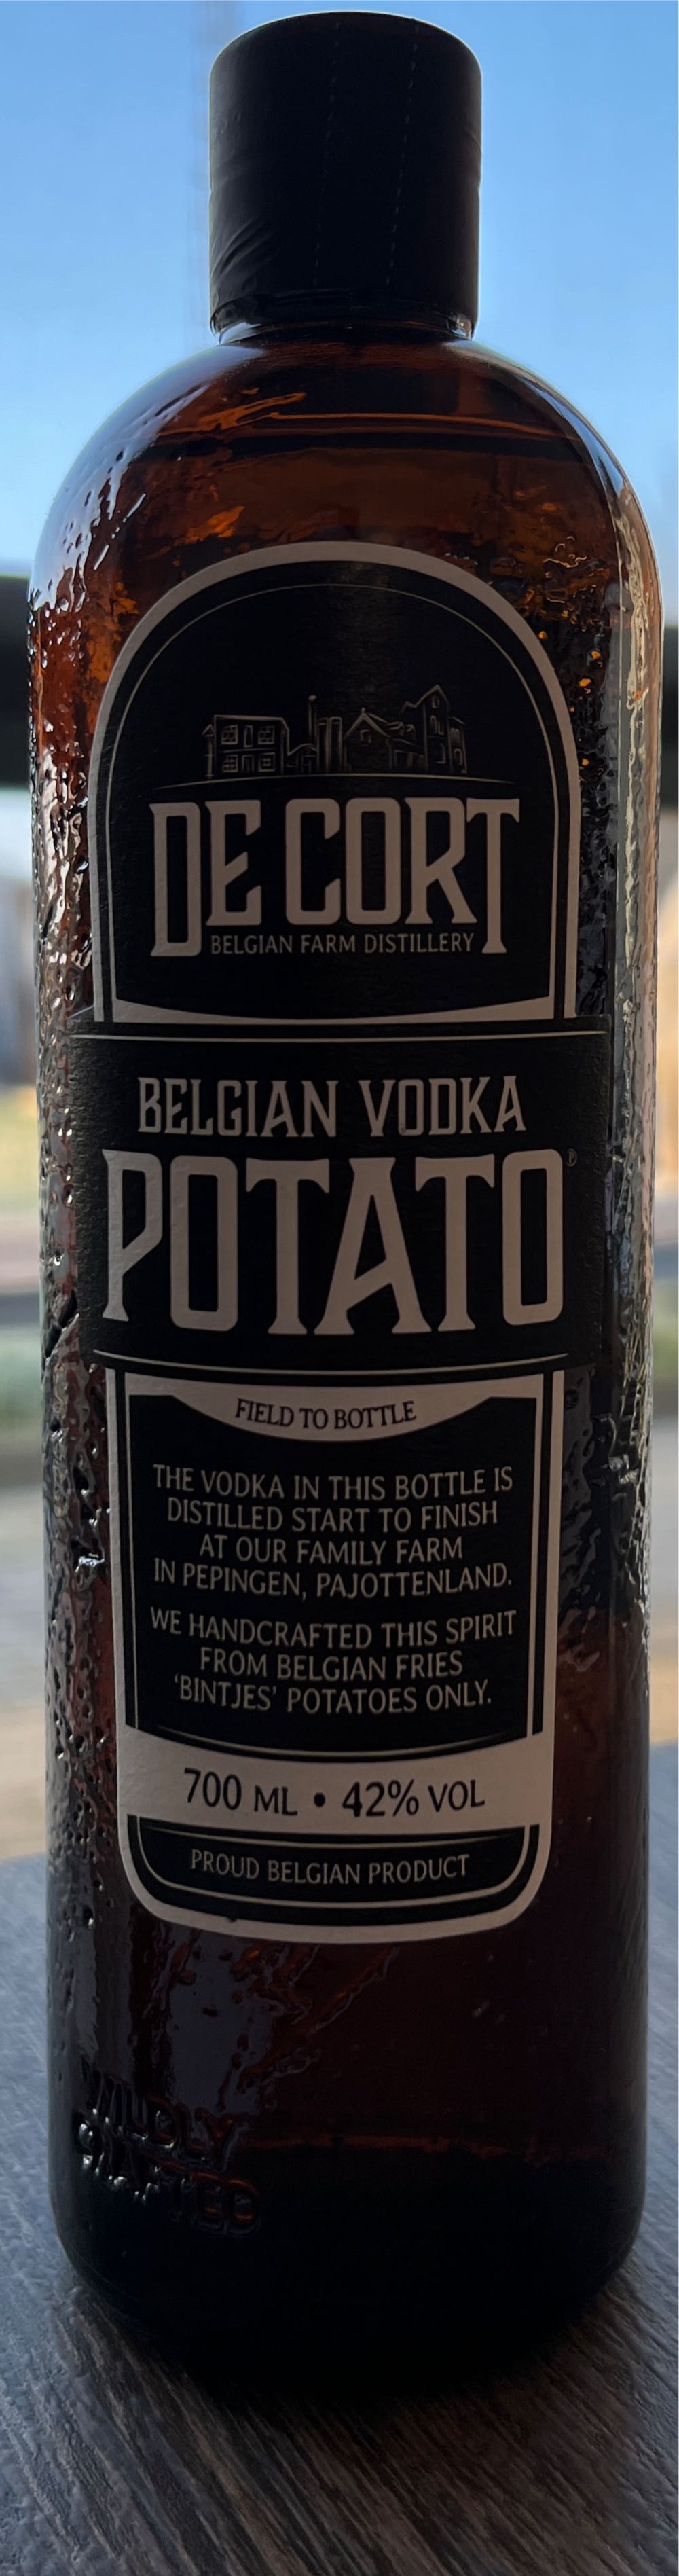 DE CORT
BELGIAN FARM DISTILLERY
BELGIAN VODKA
POTATO
FIELD TO BOTTLE
THE VODKA IN THIS BOTTLE IS
DISTILLED START TO FINISH
AT OUR FAMILY FARM
IN PEPINGEN, PAJOTTENLAND.
WE HANDCRAFTED THIS SPIRIT
FROM BELGIAN FRIES
‘BINTJES’ POTATOES ONLY.
700 ML • 42% VOL
PROUD BELGIAN PRODUCT
WILDLY
CRAFTED